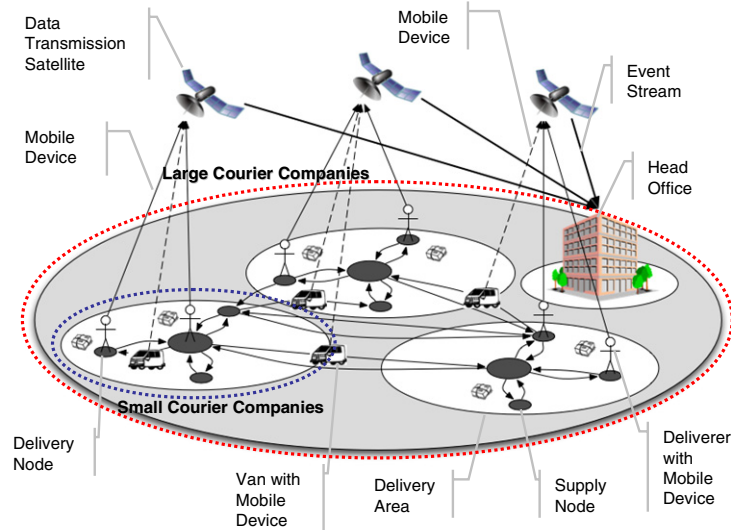 Data
Transmission
Satellite
Mobile
Device
Event
Stream
Mobile
Device
Large Courier Companies
Head
Office
Small Courier Companies
Delivery
Node
Van with
Mobile
Device
Delivery
Area
Supply
Node
Deliverer
with
Mobile
Device